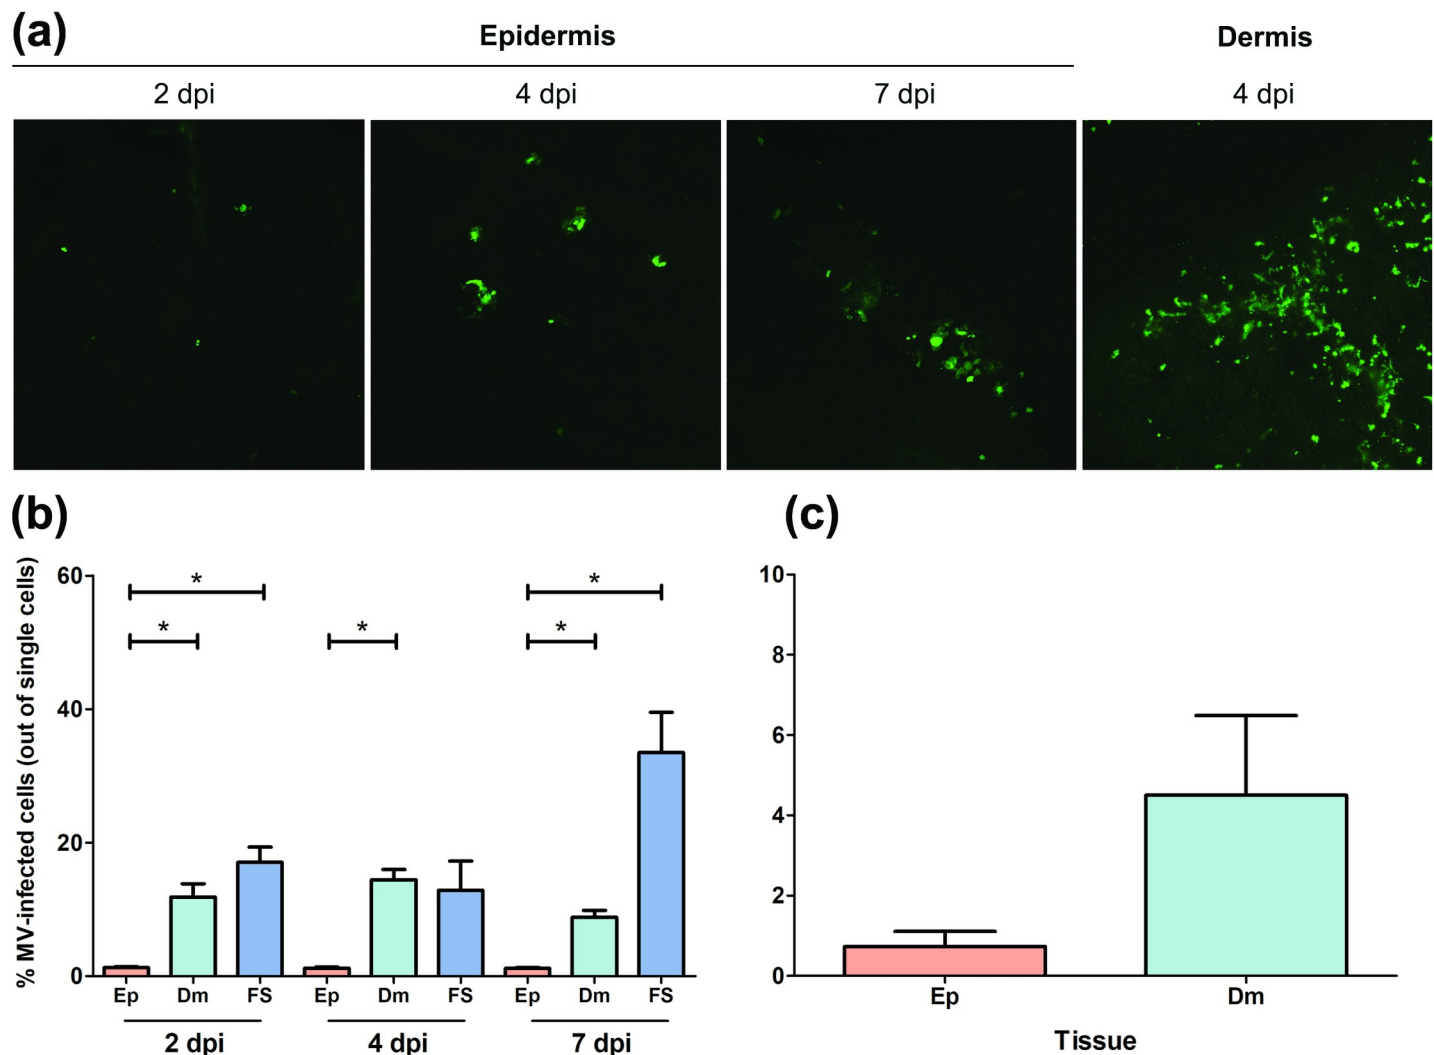 (a)
Epidermis
Dermis
2 dpi
4 dpi
7 dpi
4 dpi
(b)
% MV-infected cells (out of single cells)
60
40
20
0
*
*
*
*
*
Ep
Dm
FS
Ep
Dm
FS
Ep
Dm
FS
2 dpi
4 dpi
7 dpi
(c)
10
8
6
4
2
0
Ep
Dm
Tissue